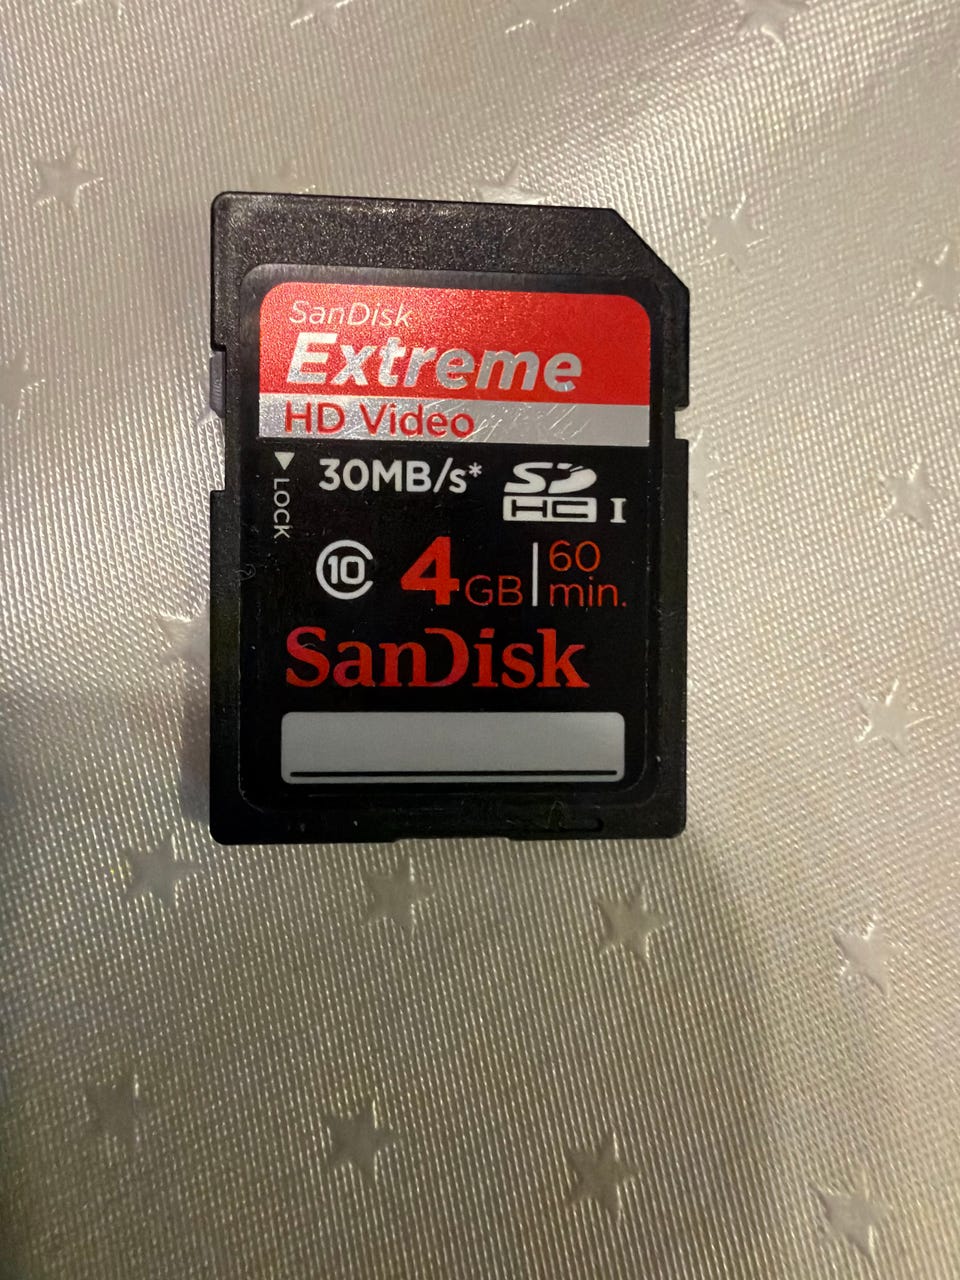 SanDisk
Extreme
HD Video
30MB/s*
SD
HC I
LOCK
10
4GB
60
min.
SanDisk